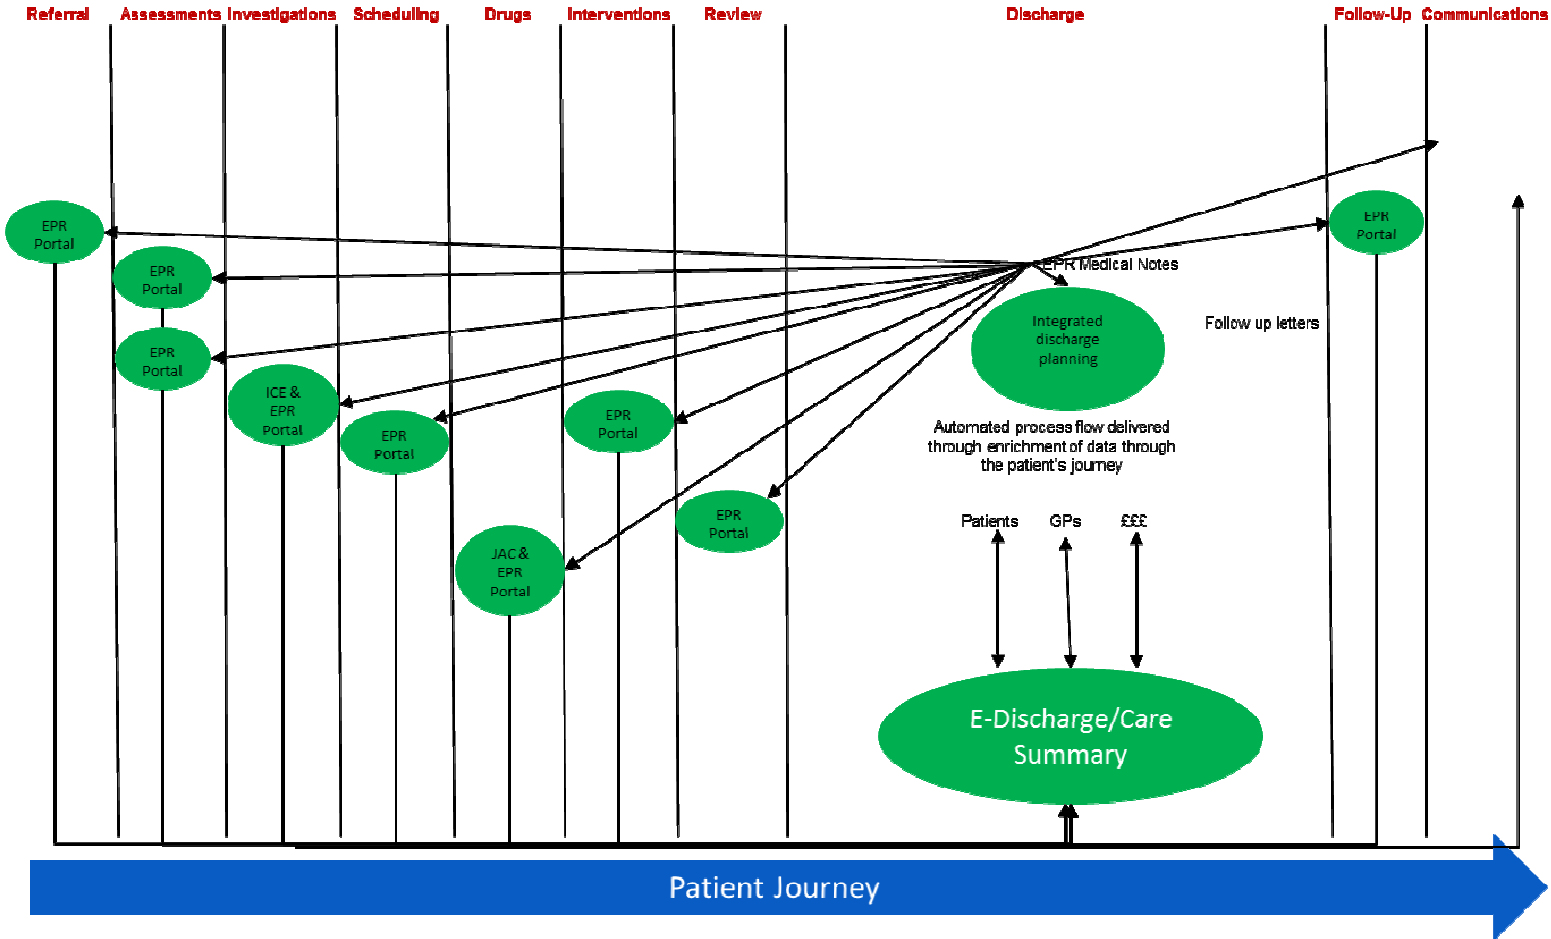 Referral
Assessments
Investigations
Scheduling
Drugs
Interventions
Review
Discharge
Follow-Up
Communications
EPR
Portal
EPR
Portal
EPR
Portal
ICE &
EPR
Portal
EPR
Portal
JAC &
EPR
Portal
EPR
Portal
EPR
Portal
EPR Medical Notes
Integrated
discharge
planning
Follow up letters
EPR
Portal
Automated process flow delivered
through enrichment of data through
the patient's journey
Patients
GPs
£££
E-Discharge/Care
Summary
Patient Journey